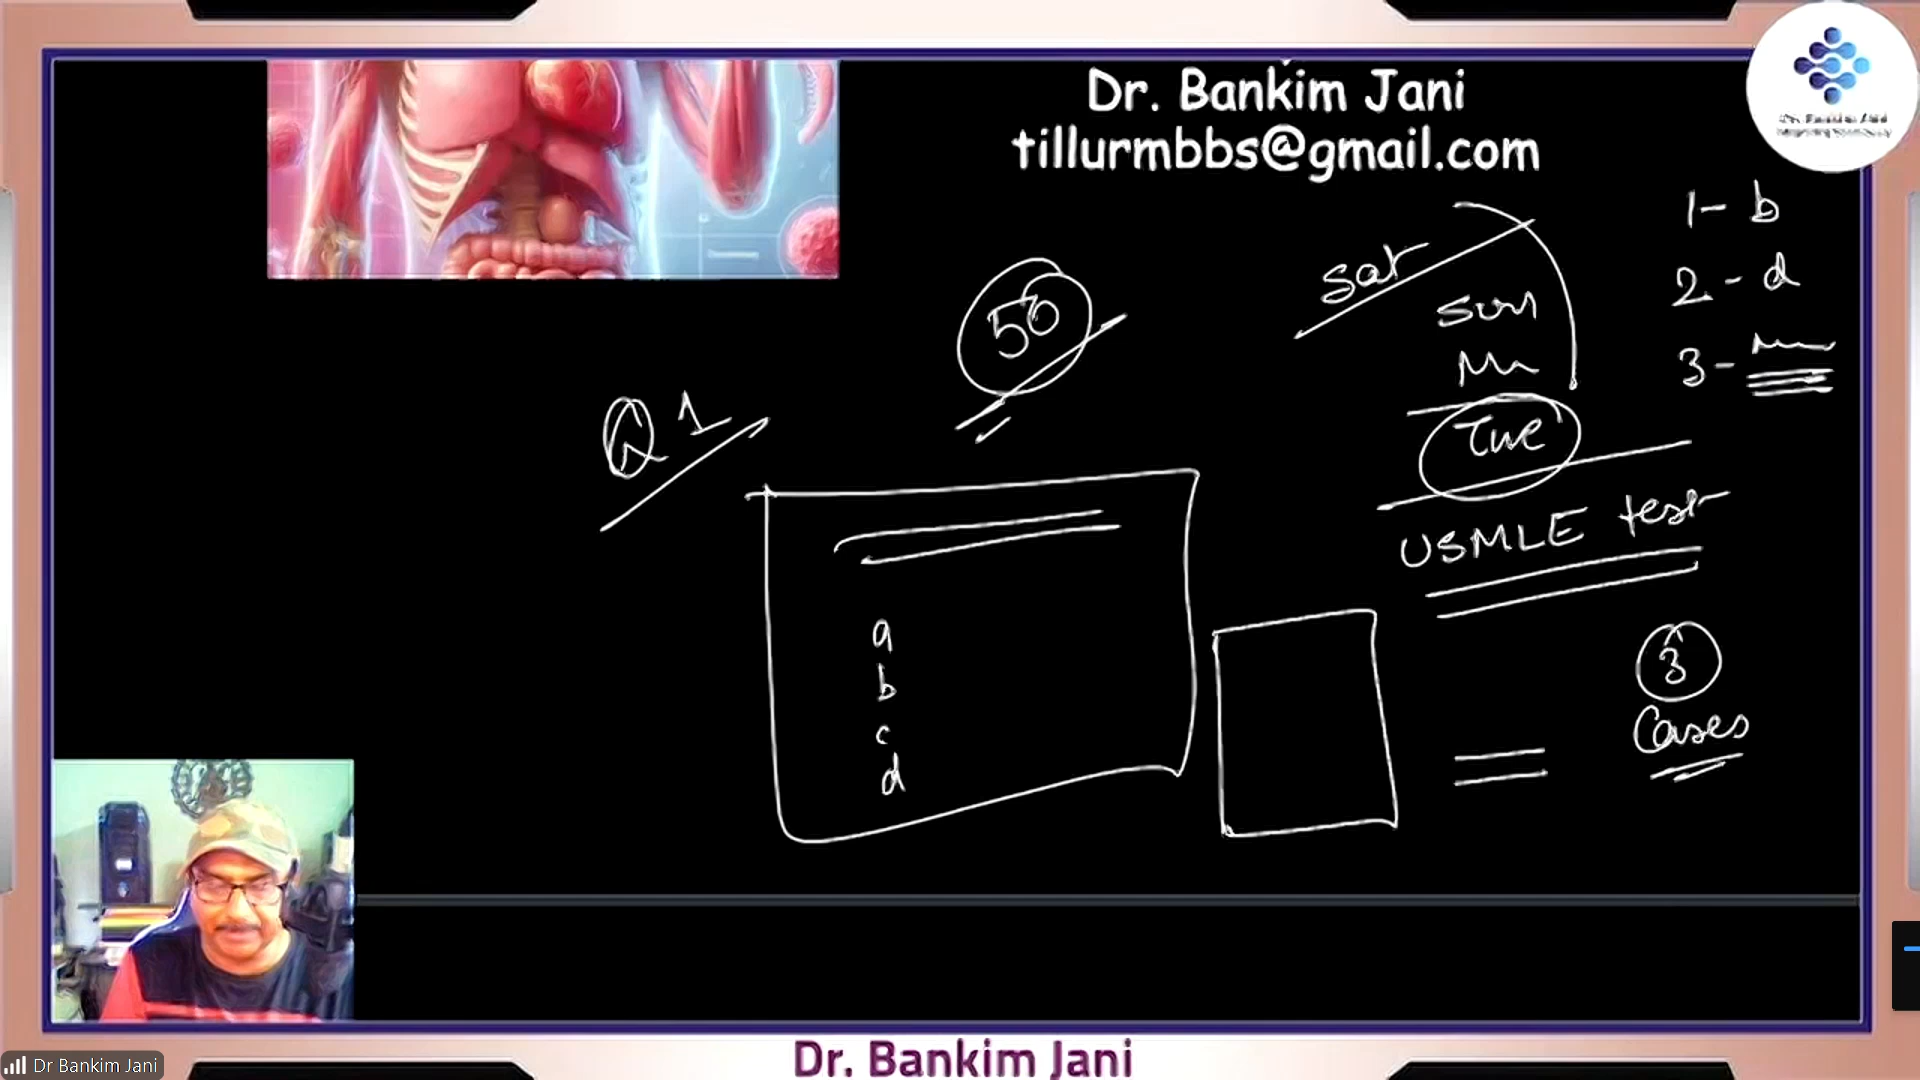 Dr. Bankim Jani
tillurmbbs@gmail.com
1- b
2 - d
3 -
sat
sun
Tue
USMLE test
50
Q 1
a
b
c
d
3
Cases
Dr. Bankim Jani
Dr Bankim Jani